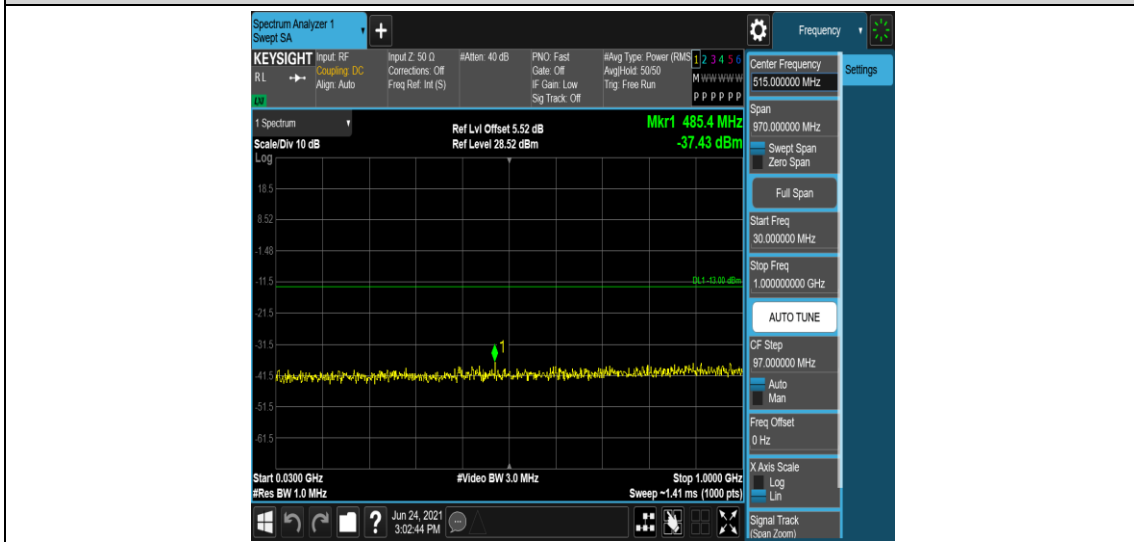 Spectrum Analyzer 1
Swept SA
+
Frequency
KEYSIGHT
RL
LXI
Input: RF
Coupling: DC
Align: Auto
Input Z: 50 Ω
Corrections: Off
Freq Ref: Int (S)
#Atten: 40 dB
PNO: Fast
Gate: Off
IF Gain: Low
Sig Track: Off
#Avg Type: Power (RMS
Avg|Hold: 50/50
Trig: Free Run
1 2 3 4 5 6
M W W W W W
P P P P P P
1 Spectrum
Scale/Div 10 dB
Log
Ref Lvl Offset 5.52 dB
Ref Level 28.52 dBm
Mkr1 485.4 MHz
-37.43 dBm
18.5
8.52
-1.48
-11.5
DL1 -13.00 dBm
-21.5
-31.5
1
-41.5
-51.5
-61.5
Start 0.0300 GHz
#Res BW 1.0 MHz
#Video BW 3.0 MHz
Stop 1.0000 GHz
Sweep ~1.41 ms (1000 pts)
?
Jun 24, 2021
3:02:44 PM
Center Frequency
515.000000 MHz
Settings
Span
970.000000 MHz
Swept Span
Zero Span
Full Span
Start Freq
30.000000 MHz
Stop Freq
1.000000000 GHz
AUTO TUNE
CF Step
97.000000 MHz
Auto
Man
Freq Offset
0 Hz
X Axis Scale
Log
Lin
Signal Track
(Span Zoom)